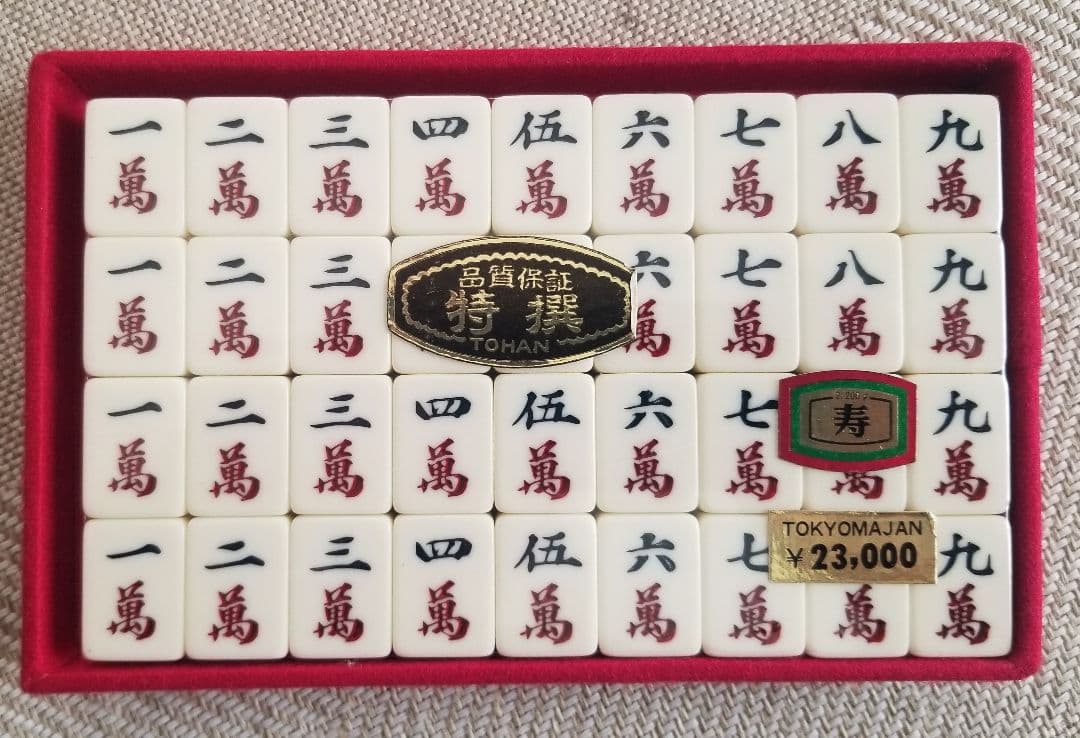 一 二 三 四 伍 六 七 八 九
萬 萬 萬 萬 萬 萬 萬 萬 萬
一 二 三 六 七 八 九
萬 萬 萬 萬 萬 萬 萬
品質保証
特撰
TOHAN
一 二 三 四 伍 六 七 九
萬 萬 萬 萬 萬 萬 萬 萬 萬
寿
一 二 三 四 伍 六 七 九
萬 萬 萬 萬 萬 萬 萬 萬 萬
TOKYOMAJAN
¥23,000